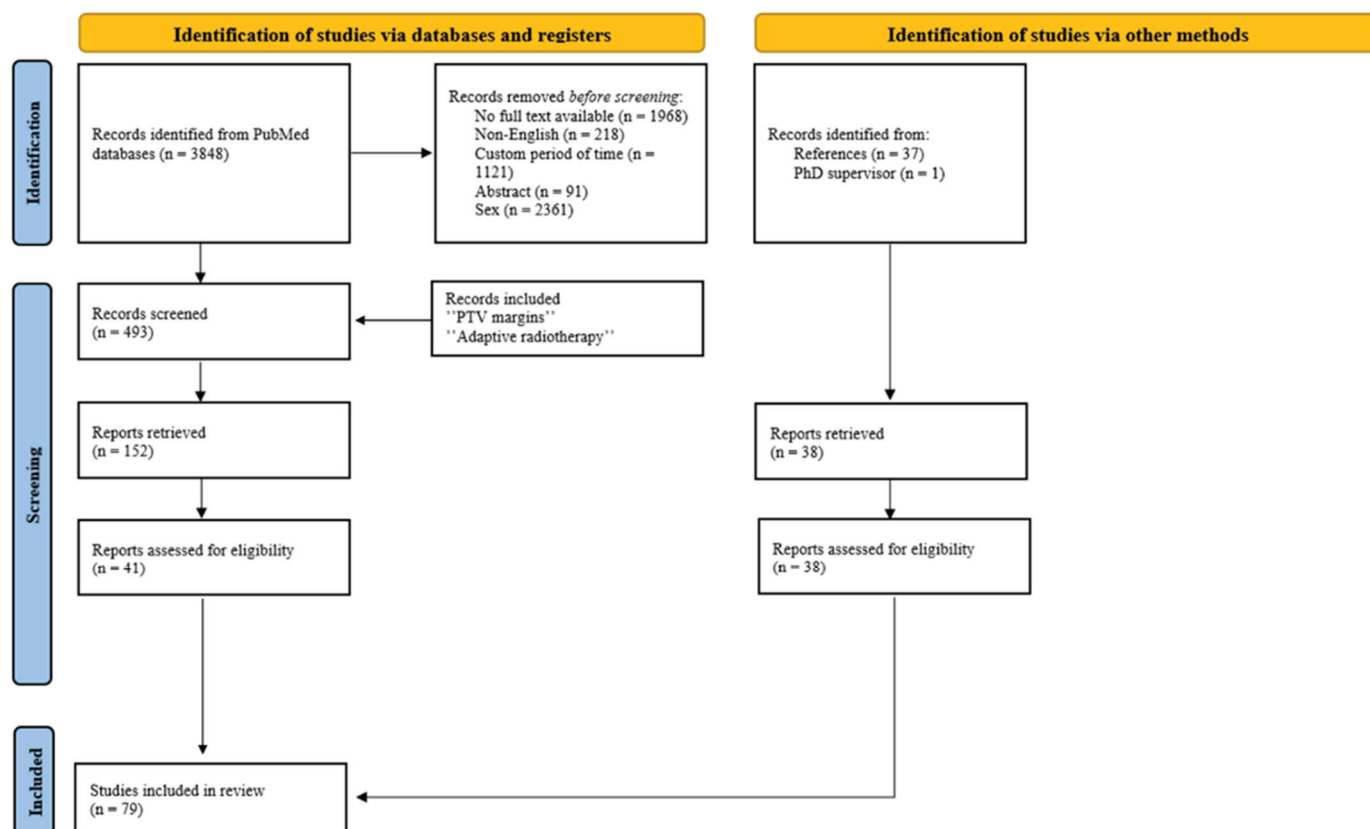 Identification of studies via databases and registers
Identification of studies via other methods
Identification
Records identified from PubMed
databases (n = 3848)
Records removed before screening:
No full text available (n = 1968)
Non-English (n = 218)
Custom period of time (n =
1121)
Abstract (n = 91)
Sex (n = 2361)
Records identified from:
References (n = 37)
PhD supervisor (n = 1)
Screening
Records screened
(n = 493)
Records included
’’PTV margins’’
’’Adaptive radiotherapy’’
Reports retrieved
(n = 152)
Reports retrieved
(n = 38)
Reports assessed for eligibility
(n = 41)
Reports assessed for eligibility
(n = 38)
Included
Studies included in review
(n = 79)